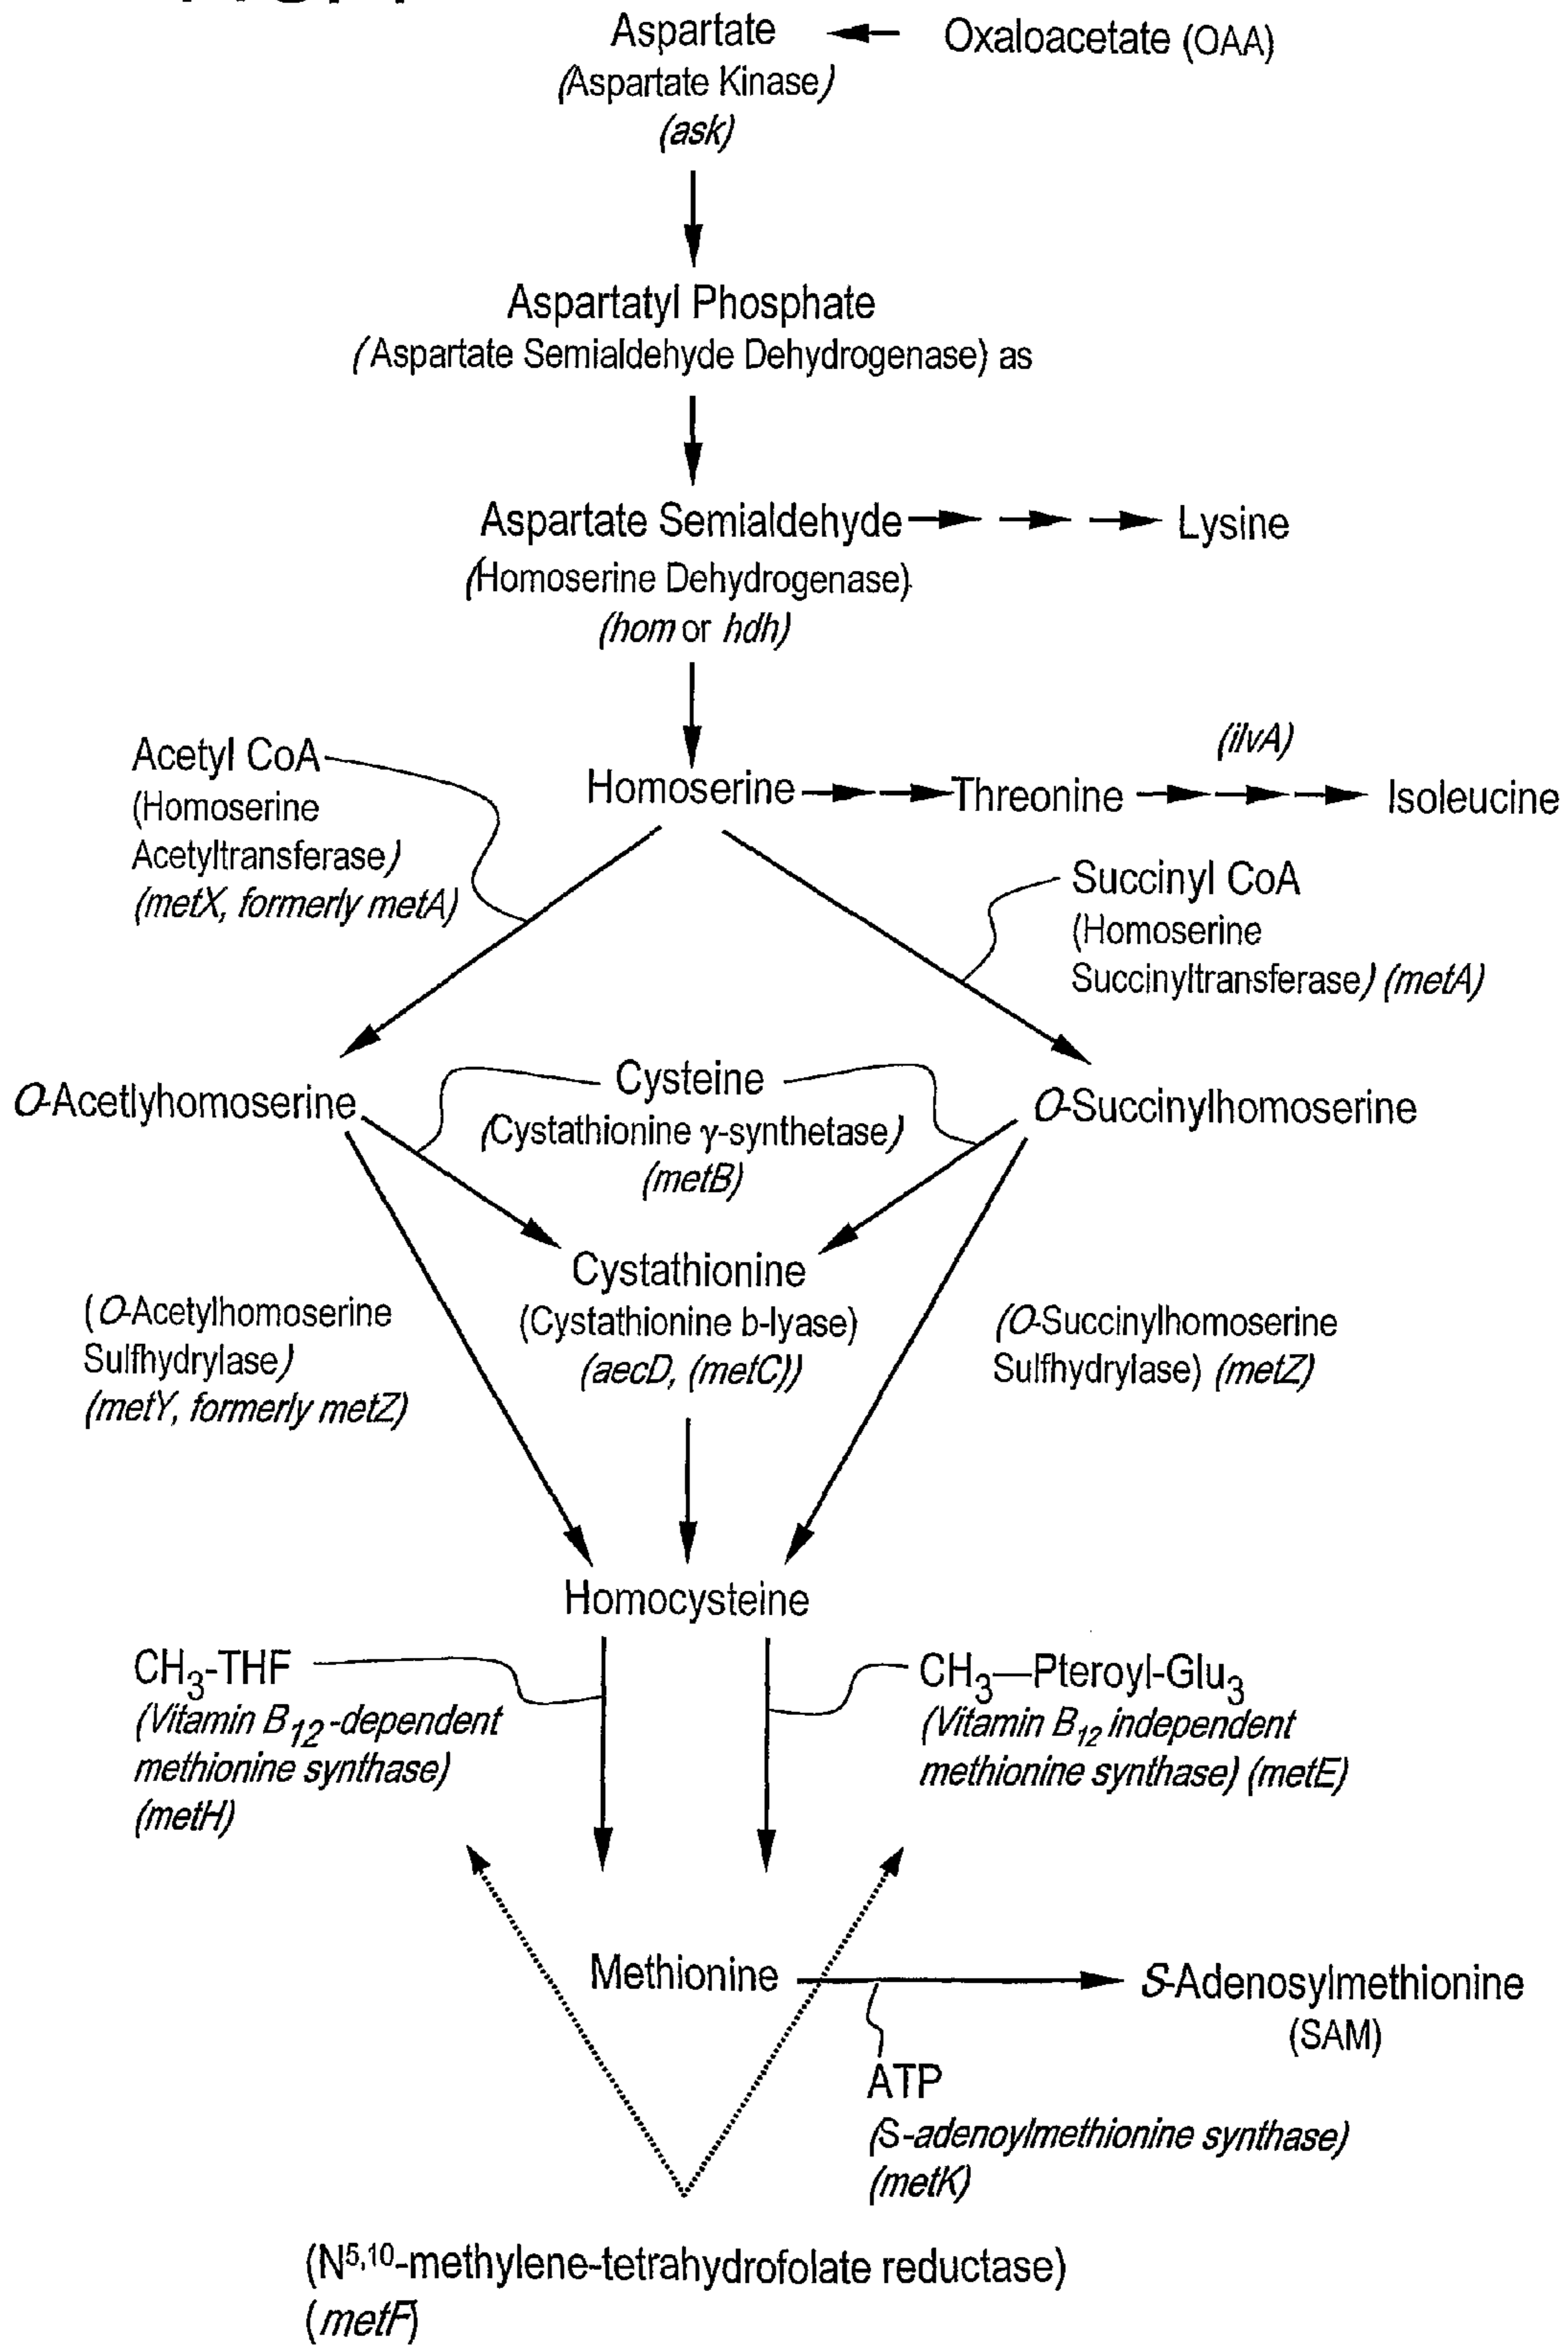 Aspartate Oxaloacetate (OAA)
(Aspartate Kinase)
(ask)
Aspartatyl Phosphate
(Aspartate Semialdehyde Dehydrogenase) as
Aspartate Semialdehyde Lysine
(Homoserine Dehydrogenase)
(hom or hdh)
(ilvA)
Homoserine Threonine Isoleucine
Acetyl CoA
(Homoserine
Acetyltransferase)
(metX, formerly metA)
Succinyl CoA
(Homoserine
Succinyltransferase) (metA)
O-Acetlyhomoserine
Cysteine
(Cystathionine γ-synthetase)
(metB)
O-Succinylhomoserine
Cystathionine
(Cystathionine b-lyase)
(aecD, (metC))
(O-Acetylhomoserine
Sulfhydrylase)
(metY, formerly metZ)
(O-Succinylhomoserine
Sulfhydrylase) (metZ)
Homocysteine
CH3-THF
(Vitamin B12-dependent
methionine synthase)
(metH)
CH3—Pteroyl-Glu3
(Vitamin B12 independent
methionine synthase) (metE)
Methionine S-Adenosylmethionine
(SAM)
ATP
(S-adenoylmethionine synthase)
(metK)
(N5,10-methylene-tetrahydrofolate reductase)
(metF)